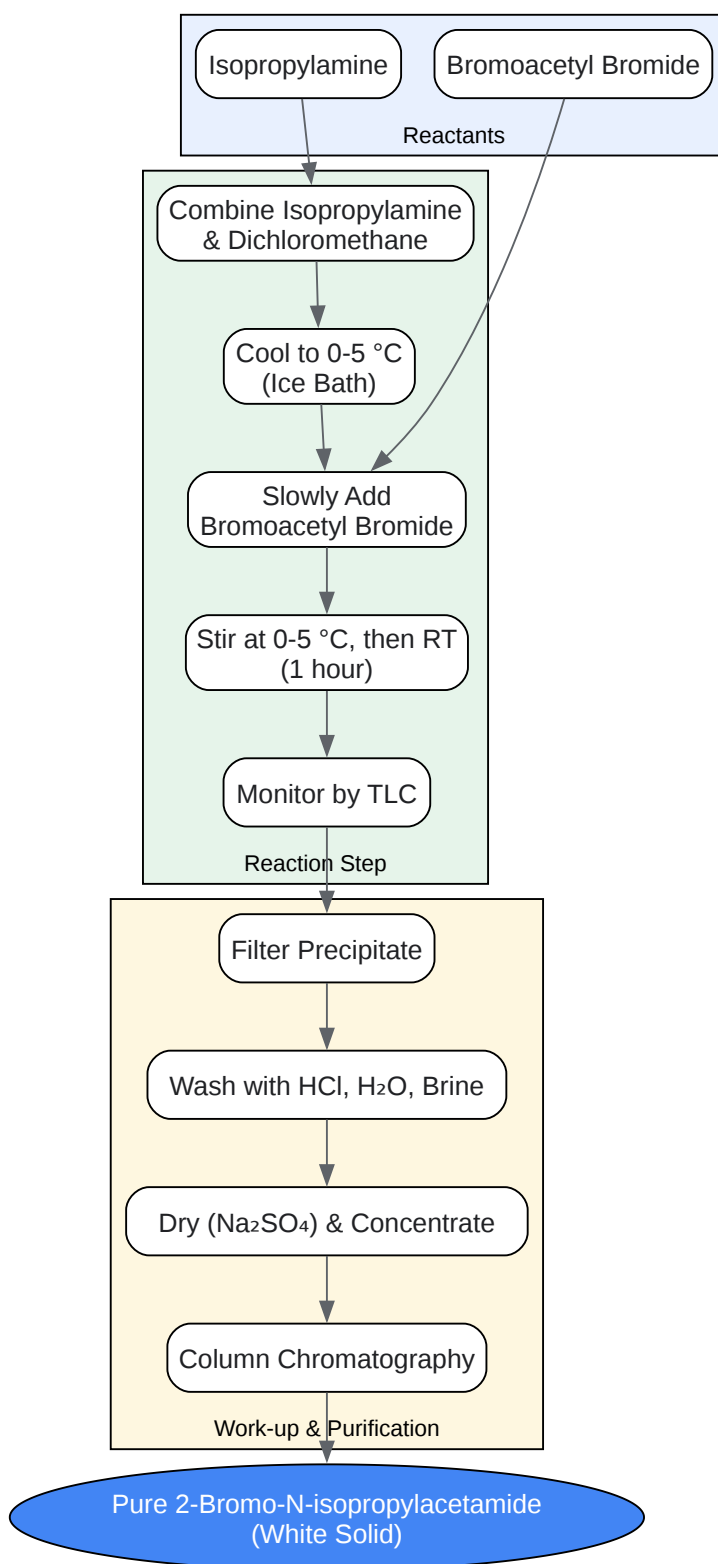 Isopropylamine
Bromoacetyl Bromide
Reactants
Combine Isopropylamine
& Dichloromethane
Cool to 0-5 °C
(Ice Bath)
Slowly Add
Bromoacetyl Bromide
Stir at 0-5 °C, then RT
(1 hour)
Monitor by TLC
Reaction Step
Filter Precipitate
Wash with HCl, H₂O, Brine
Dry (Na₂SO₄) & Concentrate
Column Chromatography
Work-up & Purification
Pure 2-Bromo-N-isopropylacetamide
(White Solid)